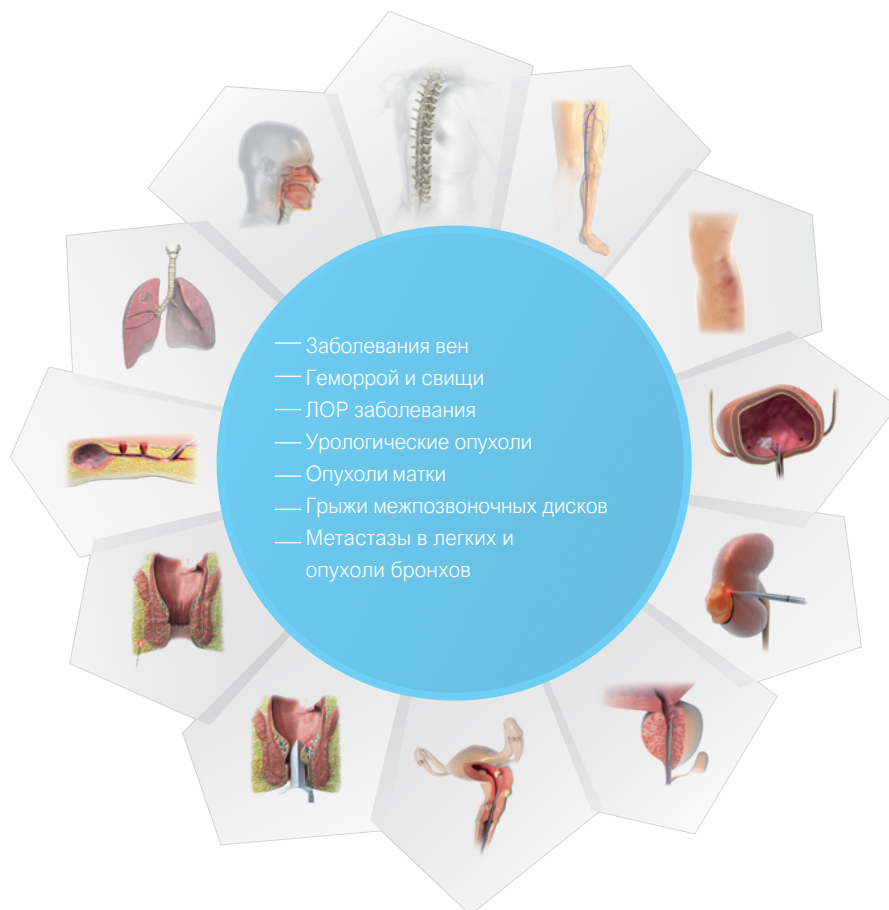 — Заболевания вен
— Геморрой и свищи
— ЛОР заболевания
— Урологические опухоли
— Опухоли матки
— Грыжи межпозвоночных дисков
— Метастазы в легких и
опухоли бронхов